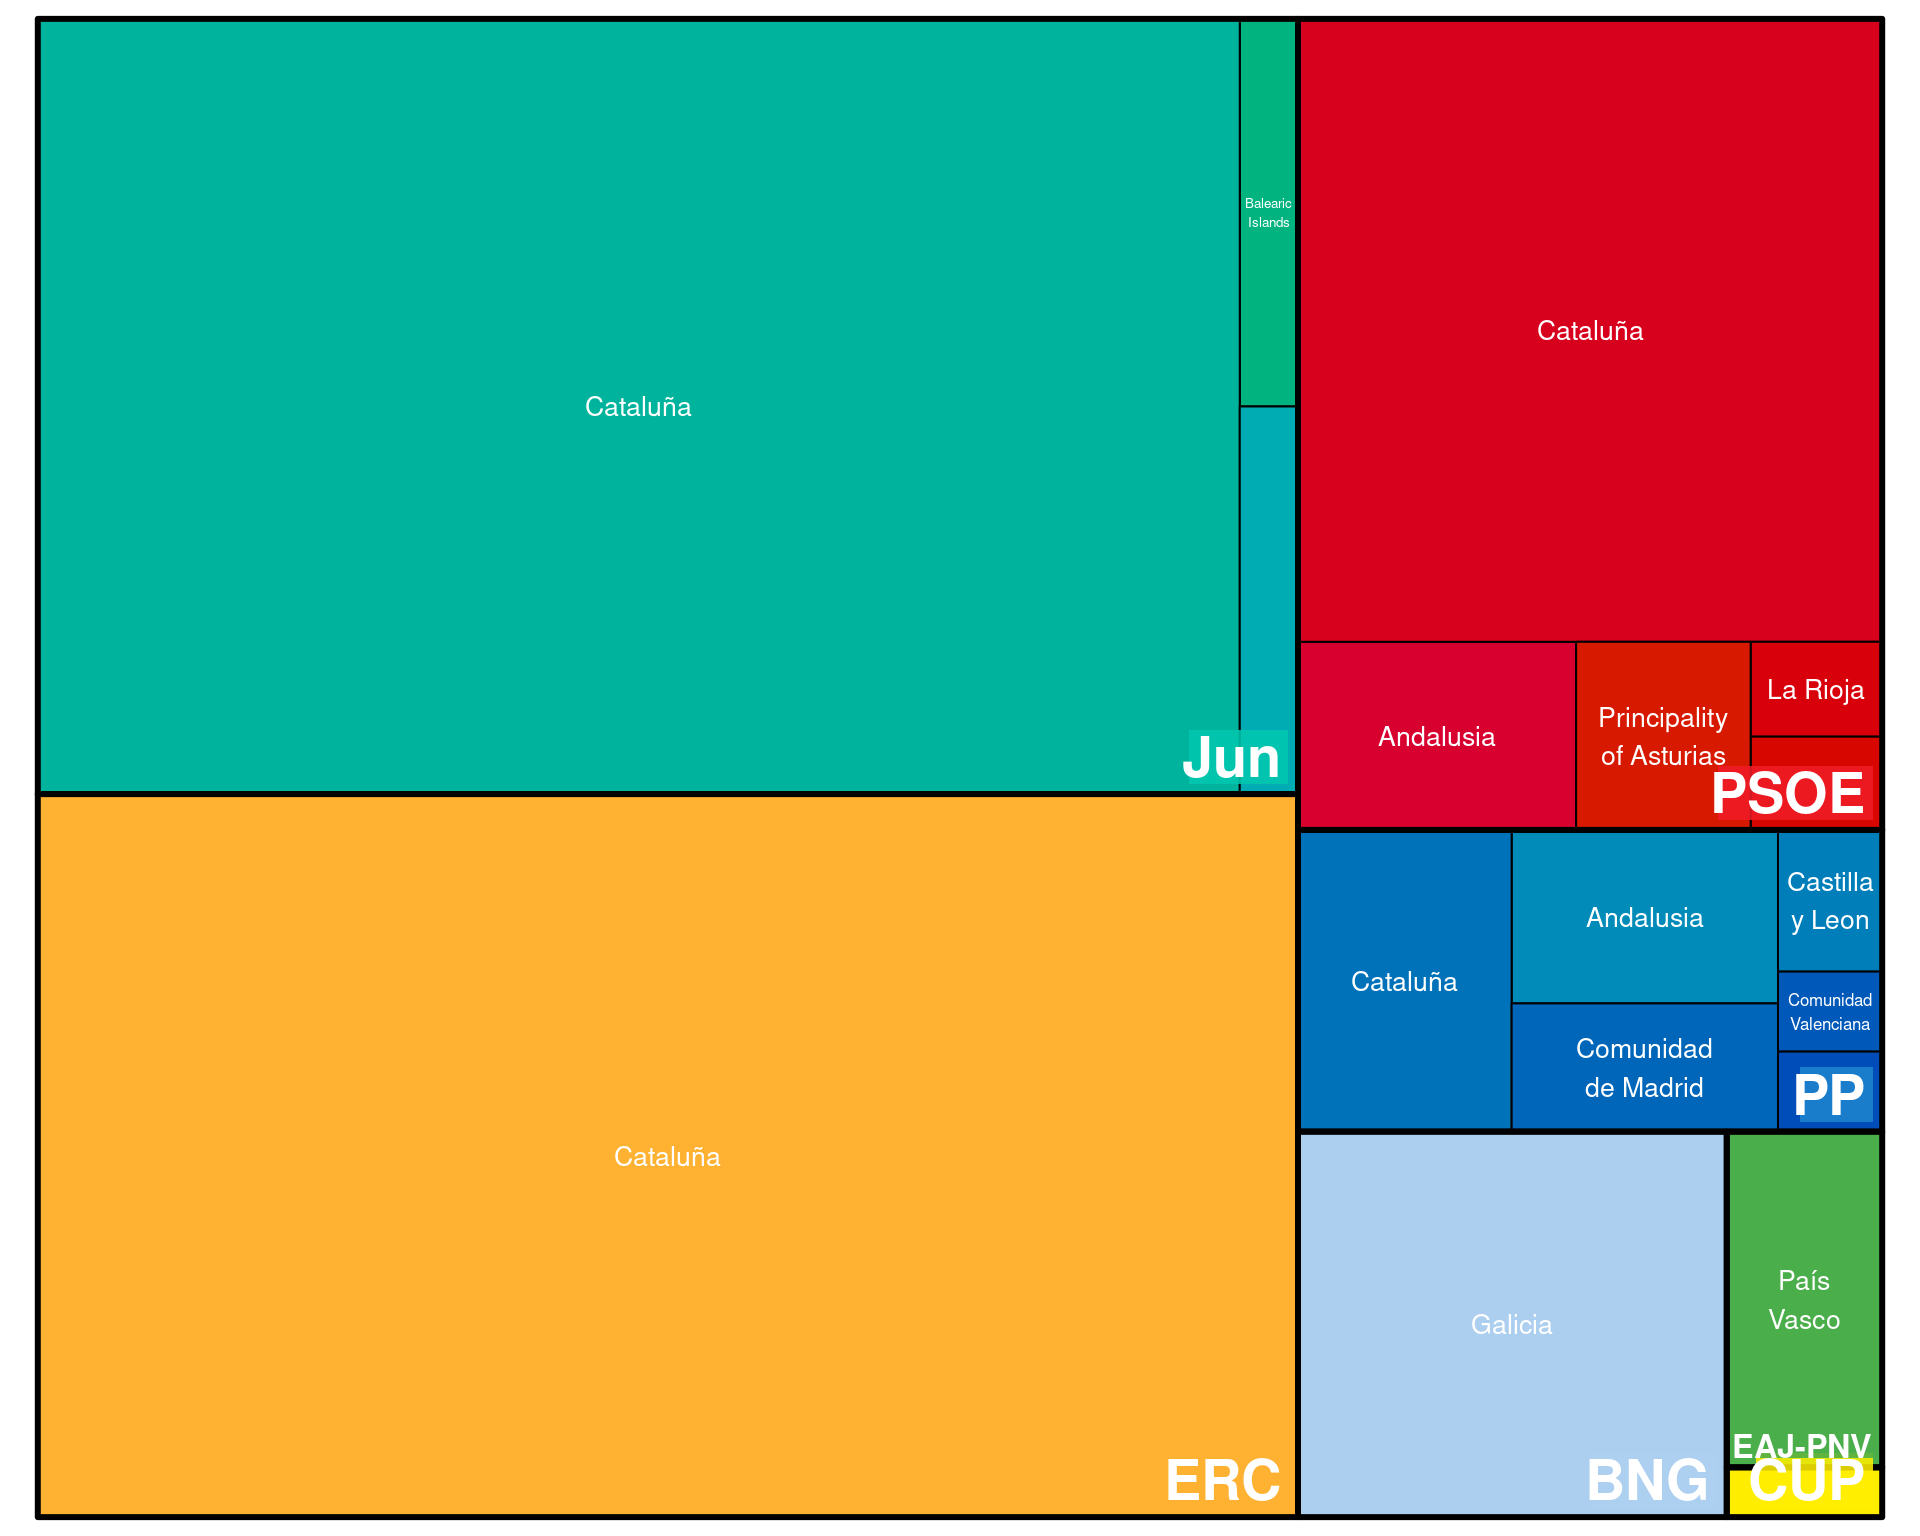 Cataluña
Balearic
Islands
Jun
Cataluña
ERC
Cataluña
Andalusia
Principality
of Asturias
La Rioja
PSOE
Cataluña
Andalusia
Comunidad
de Madrid
Castilla
y Leon
Comunidad
Valenciana
PP
Galicia
BNG
País
Vasco
EAJ-PNV
CUP